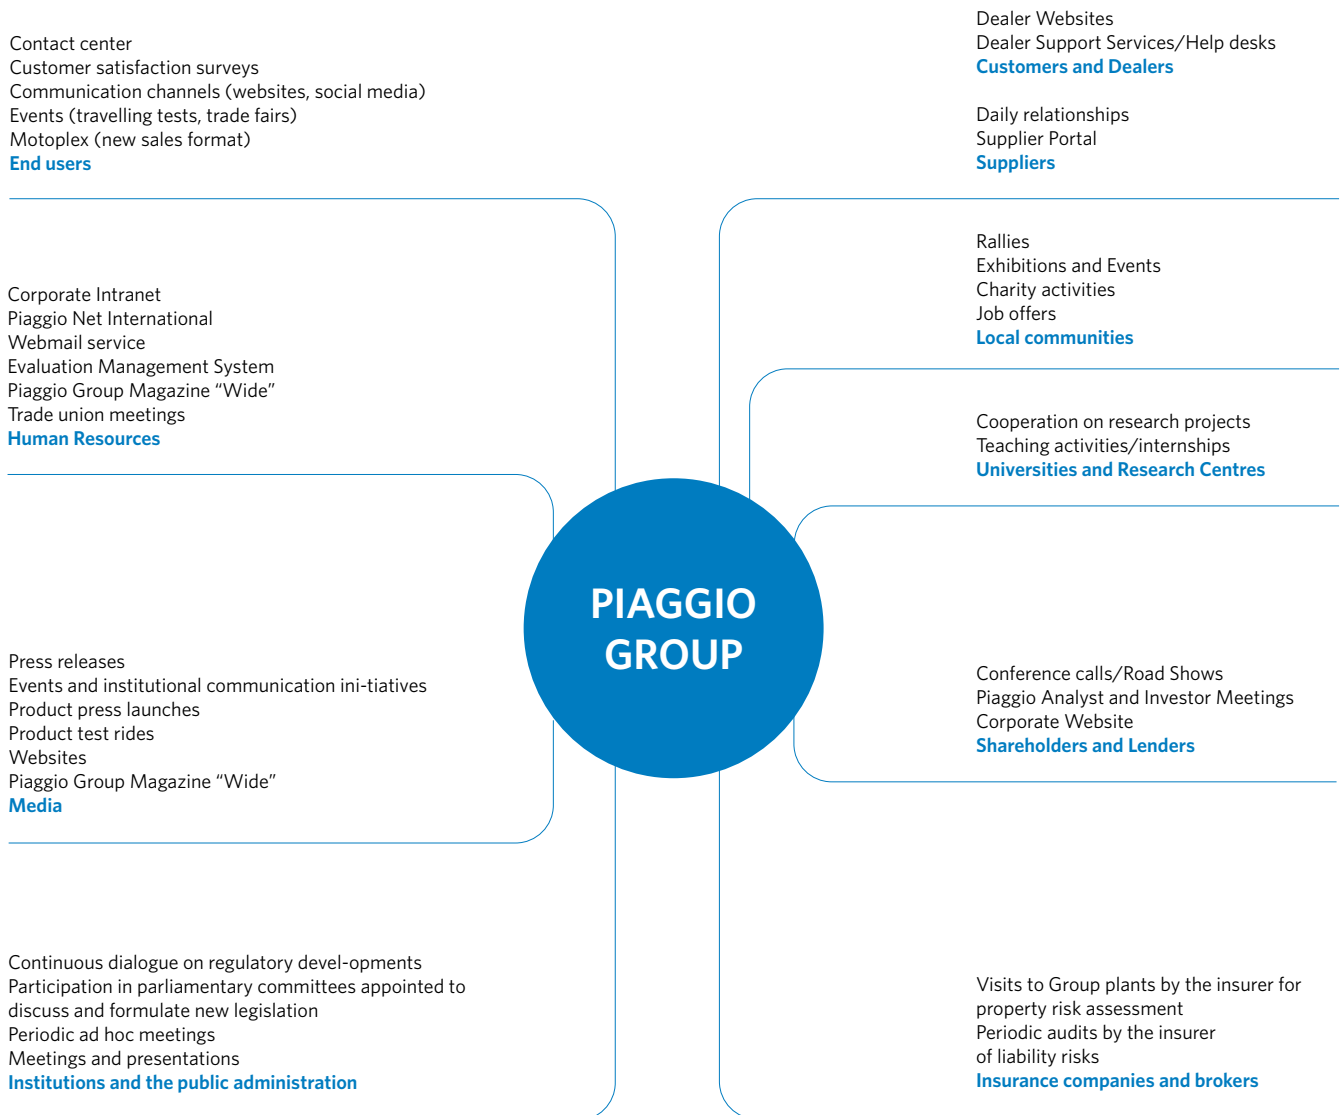 Contact center
Customer satisfaction surveys
Communication channels (websites, social media)
Events (travelling tests, trade fairs)
Motoplex (new sales format)
End users
Corporate Intranet
Piaggio Net International
Webmail service
Evaluation Management System
Piaggio Group Magazine “Wide”
Trade union meetings
Human Resources
Press releases
Events and institutional communication ini-tiatives
Product press launches
Product test rides
Websites
Piaggio Group Magazine “Wide”
Media
Continuous dialogue on regulatory devel-opments
Participation in parliamentary committees appointed to
discuss and formulate new legislation
Periodic ad hoc meetings
Meetings and presentations
Institutions and the public administration
PIAGGIO
GROUP
Dealer Websites
Dealer Support Services/Help desks
Customers and Dealers
Daily relationships
Supplier Portal
Suppliers
Rallies
Exhibitions and Events
Charity activities
Job offers
Local communities
Cooperation on research projects
Teaching activities/internships
Universities and Research Centres
Conference calls/Road Shows
Piaggio Analyst and Investor Meetings
Corporate Website
Shareholders and Lenders
Visits to Group plants by the insurer for
property risk assessment
Periodic audits by the insurer
of liability risks
Insurance companies and brokers